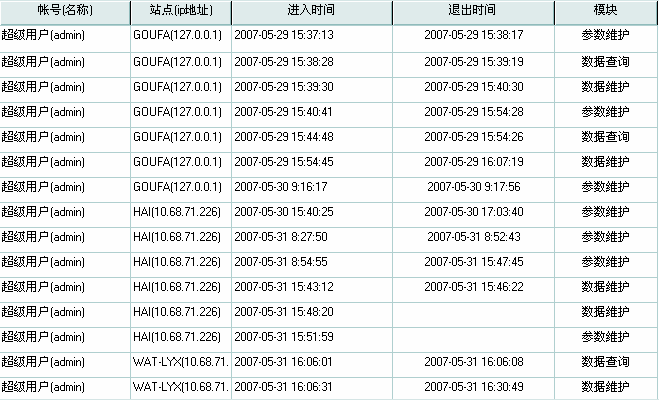 帐号(名称) 站点(ip地址) 进入时间 退出时间 模块
超级用户(admin) GOUFA(127.0.0.1) 2007-05-29 15:37:13 2007-05-29 15:38:17 参数维护
超级用户(admin) GOUFA(127.0.0.1) 2007-05-29 15:38:28 2007-05-29 15:39:19 数据查询
超级用户(admin) GOUFA(127.0.0.1) 2007-05-29 15:39:30 2007-05-29 15:40:30 数据维护
超级用户(admin) GOUFA(127.0.0.1) 2007-05-29 15:40:41 2007-05-29 15:54:28 参数维护
超级用户(admin) GOUFA(127.0.0.1) 2007-05-29 15:44:48 2007-05-29 15:54:26 数据查询
超级用户(admin) GOUFA(127.0.0.1) 2007-05-29 15:54:45 2007-05-29 16:07:19 数据维护
超级用户(admin) GOUFA(127.0.0.1) 2007-05-30 9:16:17 2007-05-30 9:17:56 参数维护
超级用户(admin) HAI(10.68.71.226) 2007-05-30 15:40:25 2007-05-30 17:03:40 参数维护
超级用户(admin) HAI(10.68.71.226) 2007-05-31 8:27:50 2007-05-31 8:52:43 参数维护
超级用户(admin) HAI(10.68.71.226) 2007-05-31 8:54:55 2007-05-31 15:47:45 参数维护
超级用户(admin) HAI(10.68.71.226) 2007-05-31 15:43:12 2007-05-31 15:46:22 数据维护
超级用户(admin) HAI(10.68.71.226) 2007-05-31 15:48:20 数据维护
超级用户(admin) HAI(10.68.71.226) 2007-05-31 15:51:59 参数维护
超级用户(admin) WAT-LYX(10.68.71. 2007-05-31 16:06:01 2007-05-31 16:06:08 数据查询
超级用户(admin) WAT-LYX(10.68.71. 2007-05-31 16:06:31 2007-05-31 16:30:49 数据维护